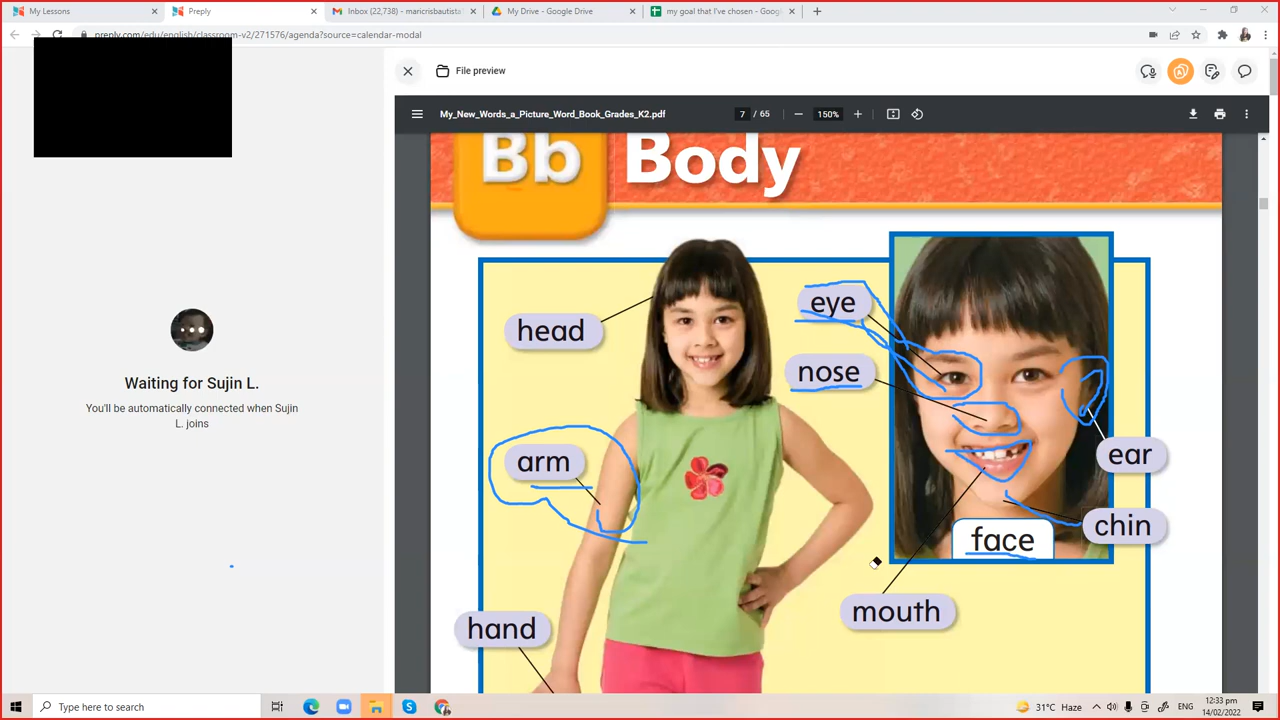 My Lessons
Preply
Inbox (22,738) - maricrisbautista
My Drive - Google Drive
my goal that I've chosen - Goog
preply.com/edu/english/classroom-v2/271576/agenda?source=calendar-modal
File preview
My_New_Words_a_Picture_Word_Book_Grades_K2.pdf
7 / 65
150%
Bb
Body
head
eye
nose
arm
ear
chin
face
mouth
hand
Waiting for Sujin L.
You'll be automatically connected when Sujin
L. joins
Type here to search
31°C Haze
ENG
12:33 pm
14/02/2022